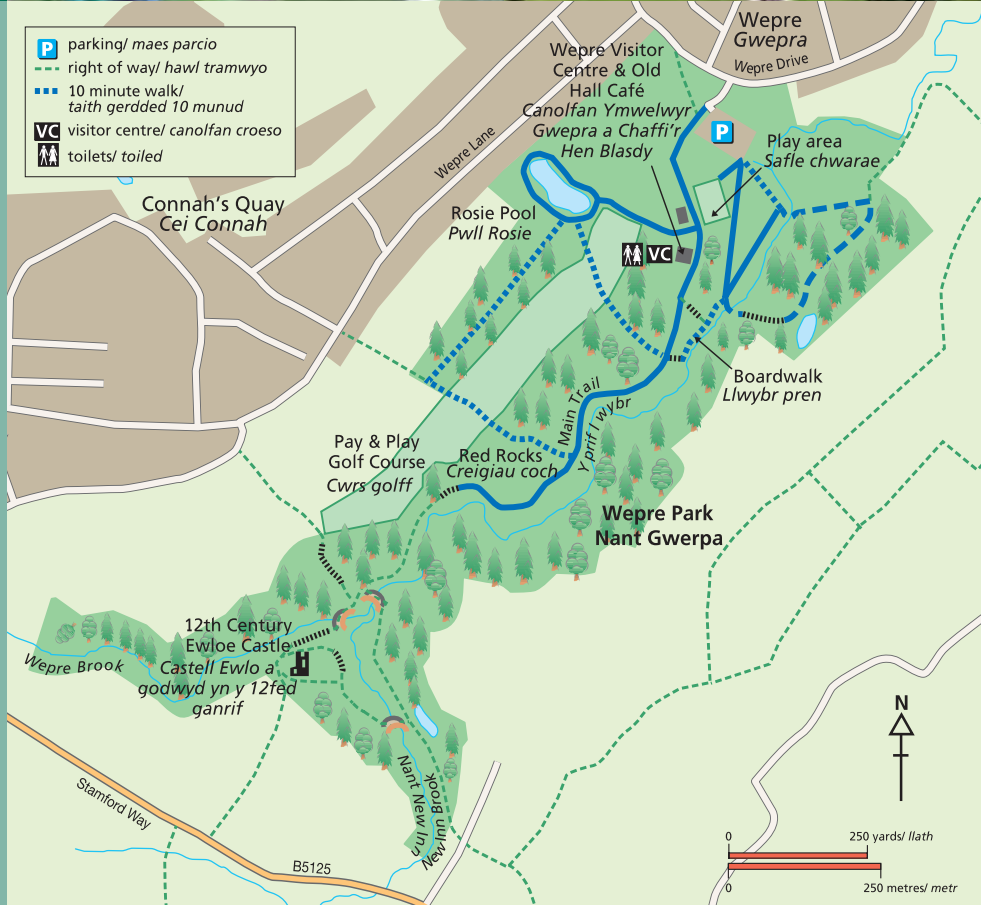 P
parking/ maes parcio
right of way/ hawl tramwyo
10 minute walk/
taith gerdded 10 munud
VC
visitor centre/ canolfan croeso
toilets/ toiled
Wepre
Gwepra
Wepre Drive
Wepre Visitor
Centre & Old
Hall Café
Canolfan Ymwelwyr
Gwepra a Chaffi'r
Hen Blasdy
P
Play area
Safle chwarae
Wepre Lane
Connah's Quay
Cei Connah
Rosie Pool
Pwll Rosie
VC
Boardwalk
Llwybr pren
Main Trail
Y prif l wybr
Pay & Play
Golf Course
Cwrs golff
Red Rocks
Creigiau coch
Wepre Park
Nant Gwerpa
12th Century
Ewloe Castle
Castell Ewlo a
godwyd yn y 12fed
ganrif
Wepre Brook
Nant New Inn
New Inn Brook
Stamford Way
B5125
N
0
250 yards/ llath
0
250 metres/ metr